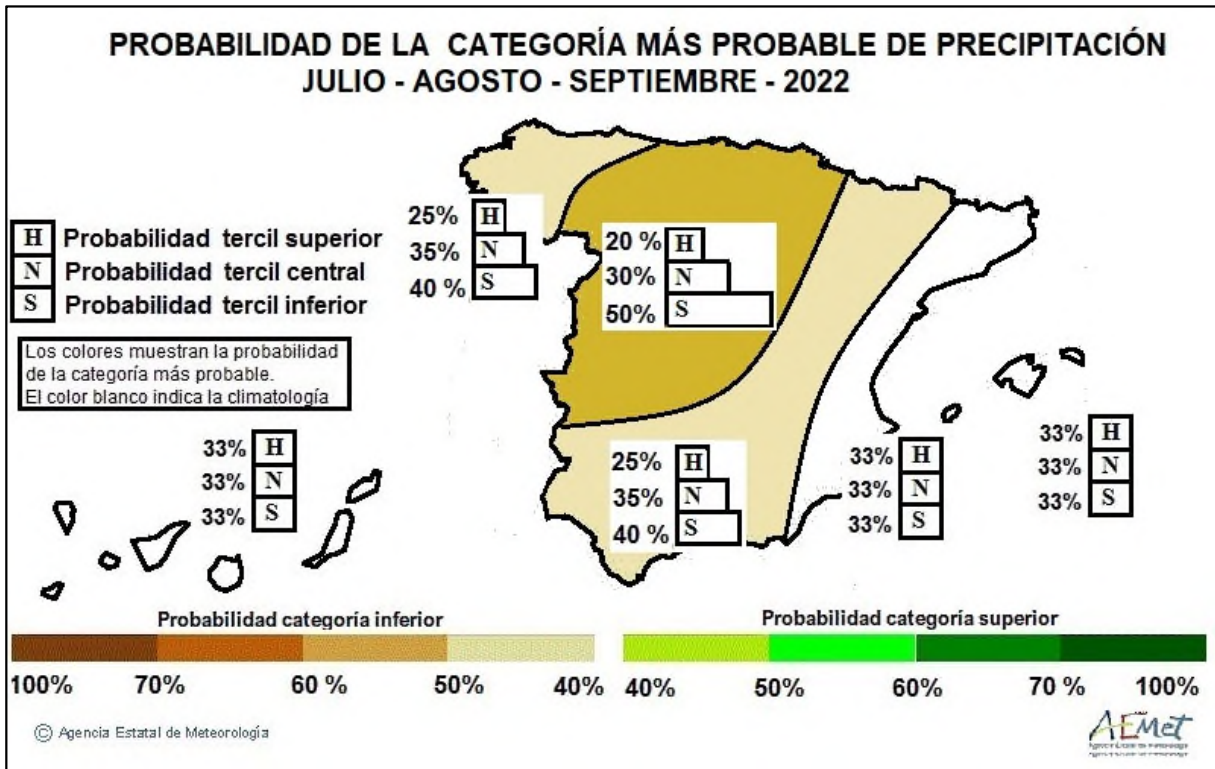 PROBABILIDAD DE LA CATEGORÍA MÁS PROBABLE DE PRECIPITACIÓN
JULIO - AGOSTO - SEPTIEMBRE - 2022
H Probabilidad tercil superior
N Probabilidad tercil central
S Probabilidad tercil inferior
Los colores muestran la probabilidad
de la categoría más probable.
El color blanco indica la climatología
25% H
35% N
40 % S
20 % H
30% N
50% S
33% H
33% N
33% S
25% H
35% N
40 % S
33% H
33% N
33% S
33% H
33% N
33% S
Probabilidad categoría inferior
100% 70% 60 % 50% 40%
Probabilidad categoría superior
40% 50% 60% 70 % 100%
© Agencia Estatal de Meteorología
AEMet